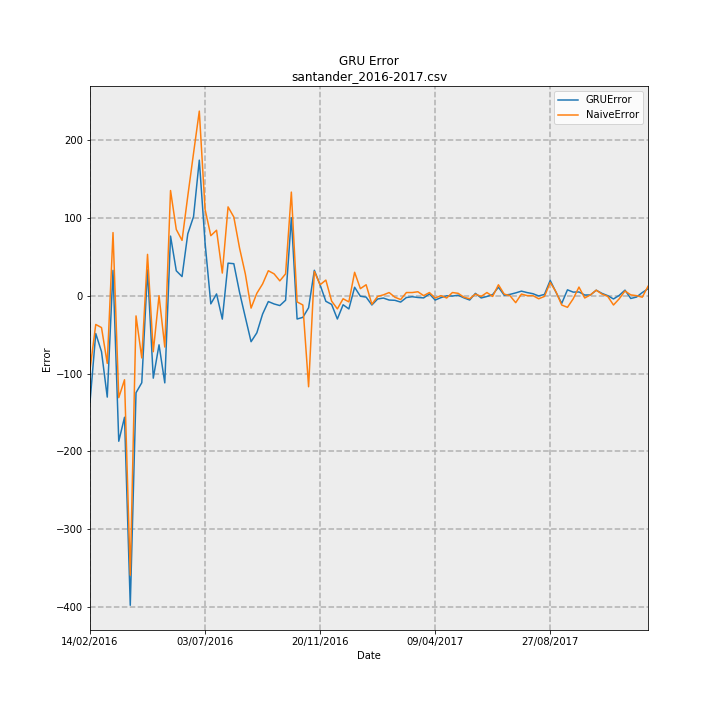 GRU Error
santander_2016-2017.csv
GRUError
NaiveError
200
100
0
−100
−200
−300
−400
Error
14/02/2016
03/07/2016
20/11/2016
09/04/2017
27/08/2017
Date